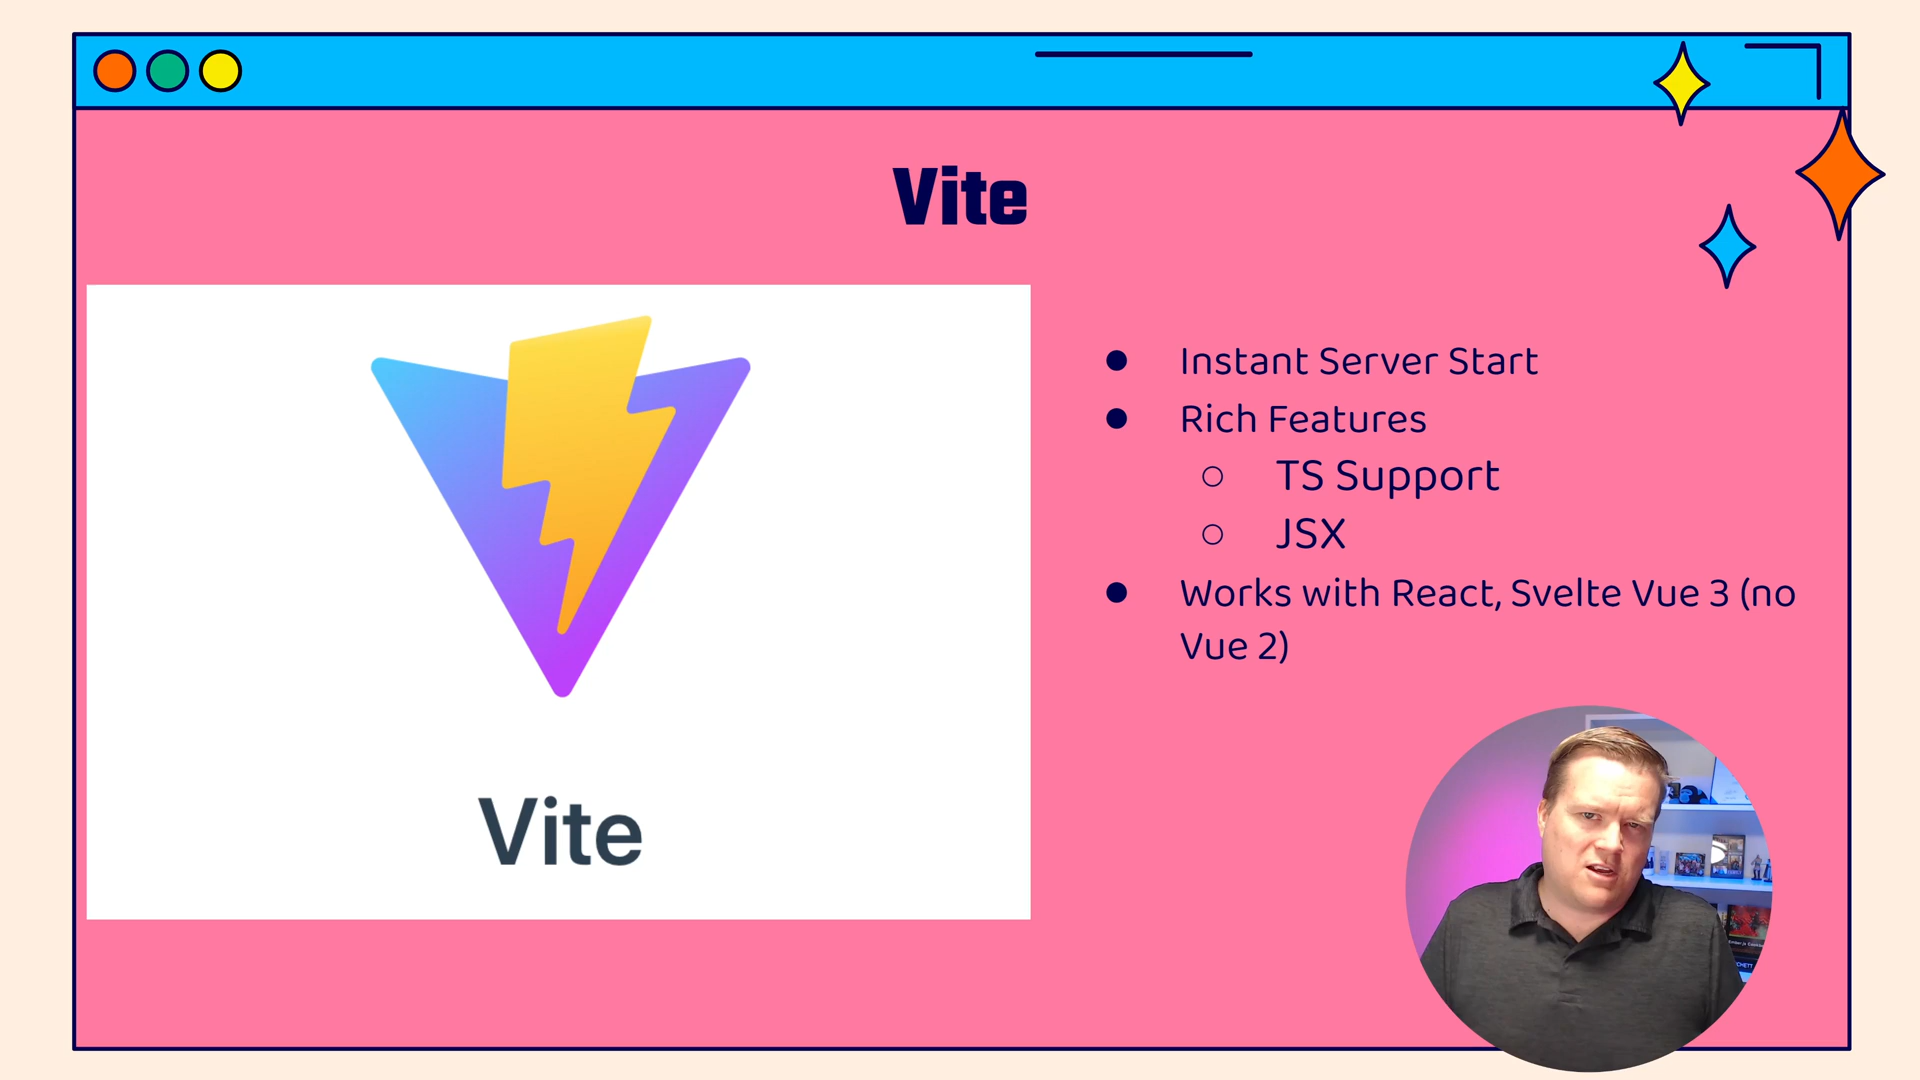 Vite
Instant Server Start
Rich Features
TS Support
JSX
Works with React, Svelte Vue 3 (no
Vue 2)
Vite